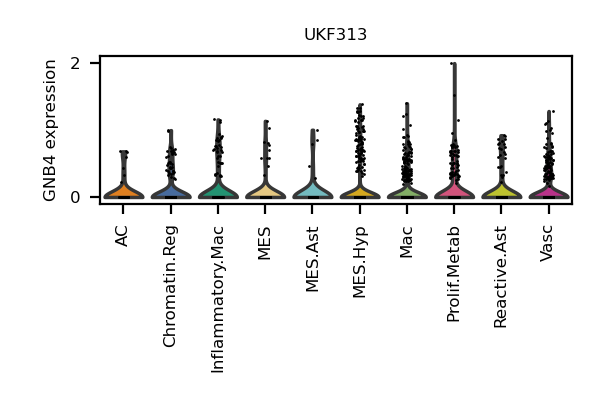 UKF313
GNB4 expression
2
0
AC
Chromatin.Reg
Inflammatory.Mac
MES
MES.Ast
MES.Hyp
Mac
Prolif.Metab
Reactive.Ast
Vasc